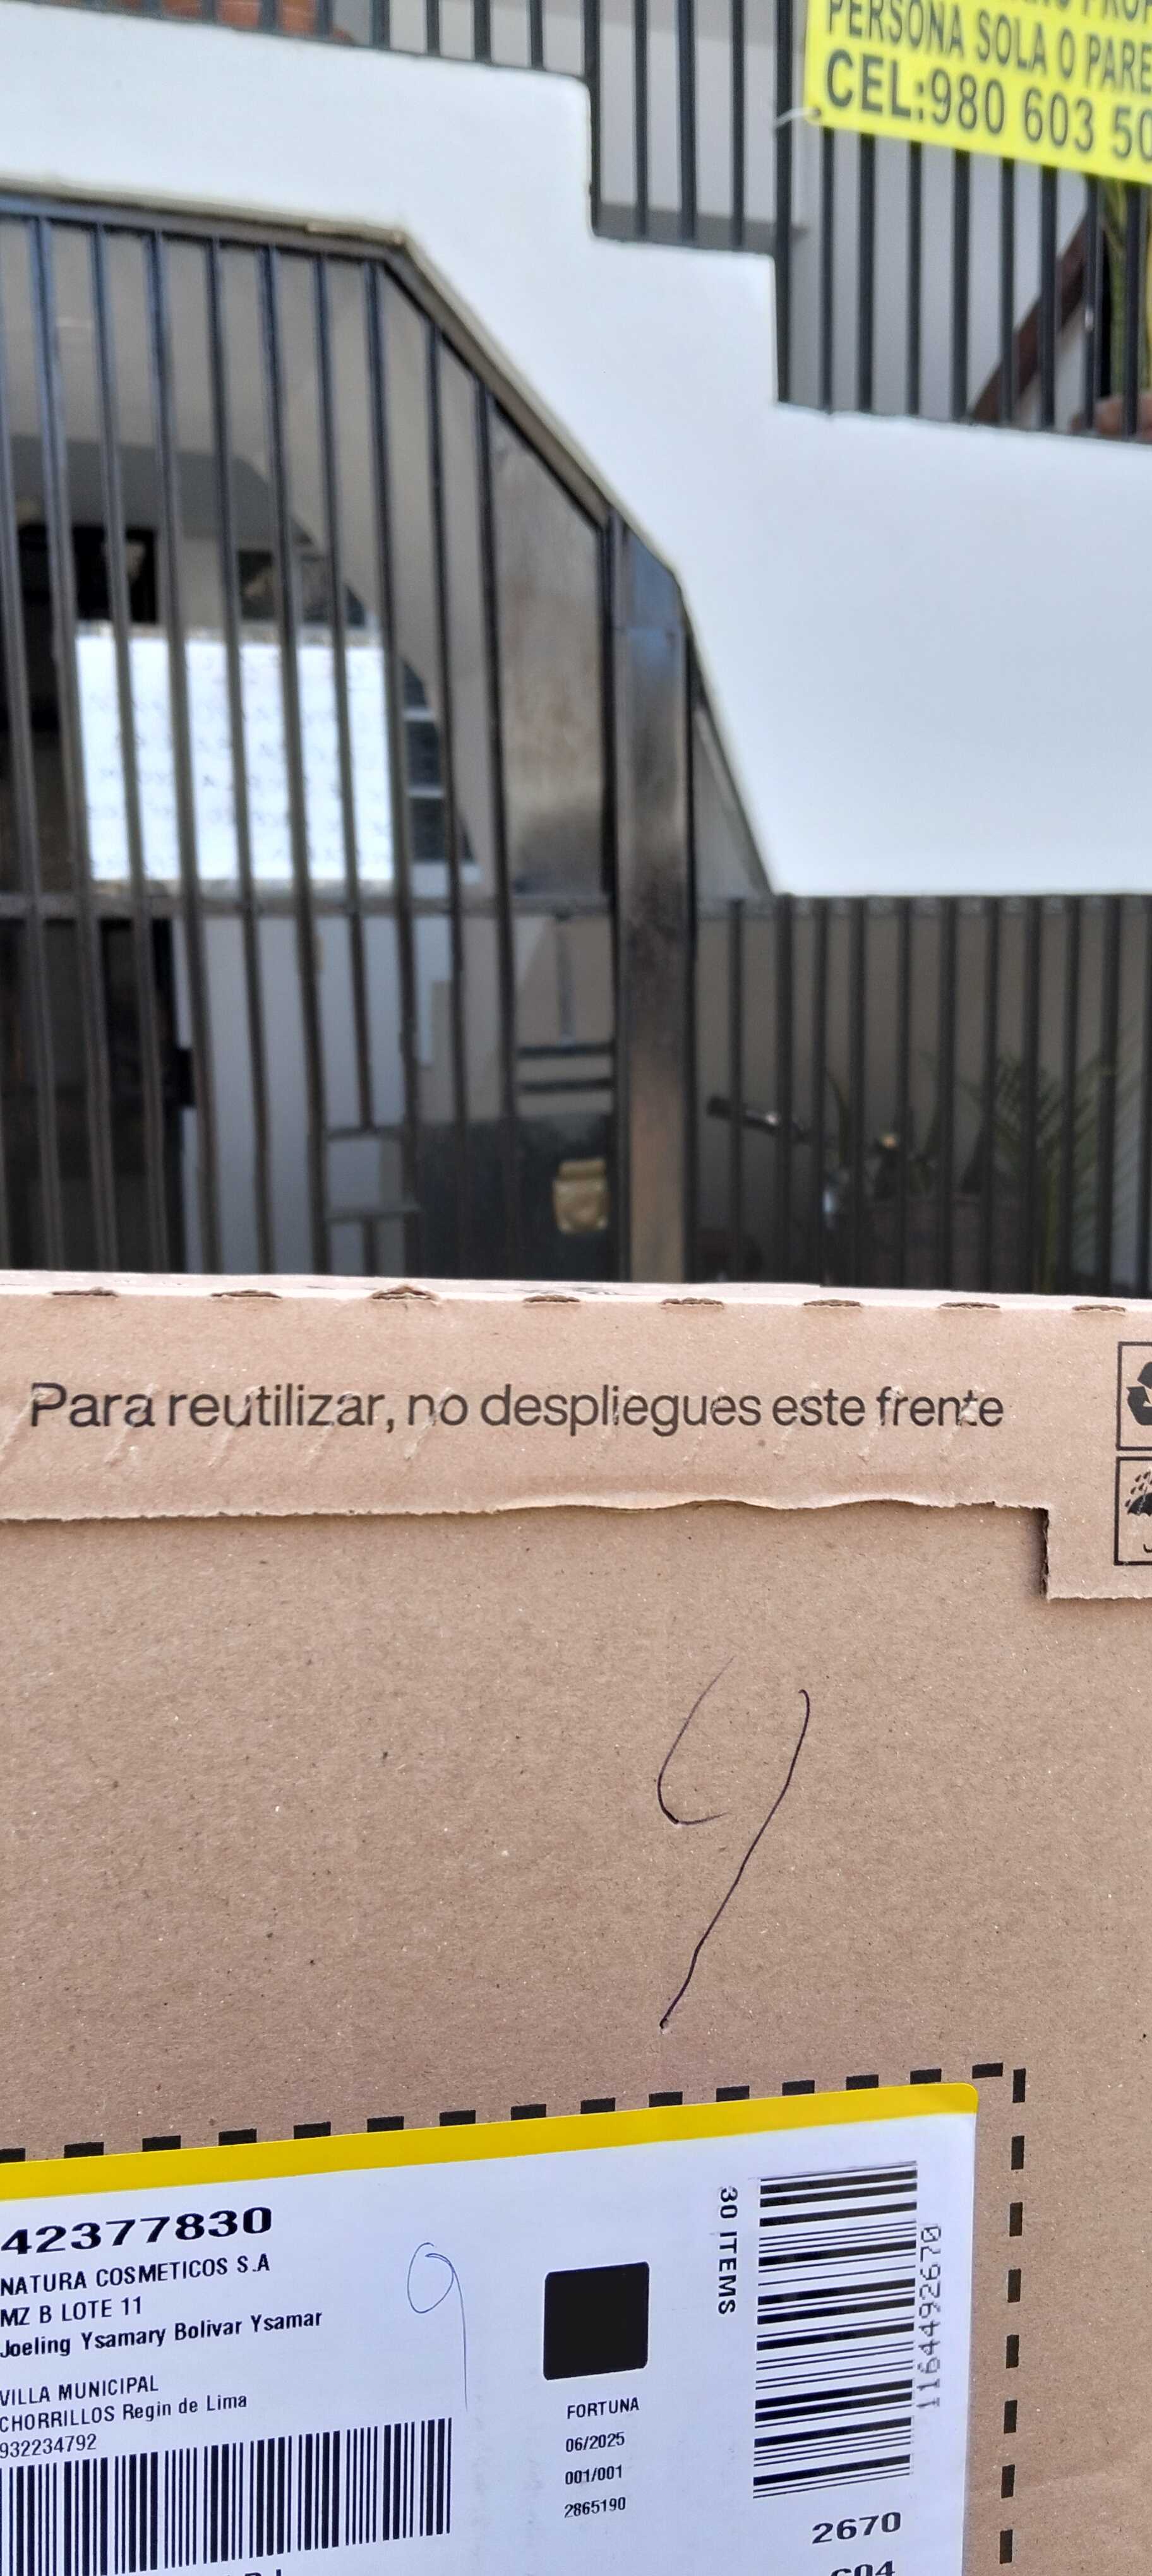 PERSONA SOLA O PARE
CEL:980 603 50
Para reutilizar, no despliegues este frente
9
42377830
NATURA COSMETICOS S.A
MZ B LOTE 11
Joeling Ysamary Bolivar Ysamar
VILLA MUNICIPAL
CHORRILLOS Regin de Lima
932234792
9
FORTUNA
06/2025
001/001
2865190
30 ITEMS
1164492670
2670
C04